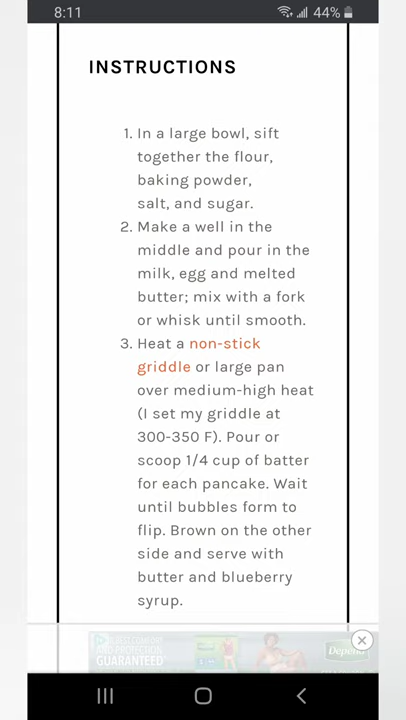 8:11
44%
INSTRUCTIONS
1. In a large bowl, sift
together the flour,
baking powder,
salt, and sugar.
2. Make a well in the
middle and pour in the
milk, egg and melted
butter; mix with a fork
or whisk until smooth.
3. Heat a non-stick
griddle or large pan
over medium-high heat
(I set my griddle at
300-350 F). Pour or
scoop 1/4 cup of batter
for each pancake. Wait
until bubbles form to
flip. Brown on the other
side and serve with
butter and blueberry
syrup.
COMFORT
AND PROTECTION
GUARANTEED
Depend